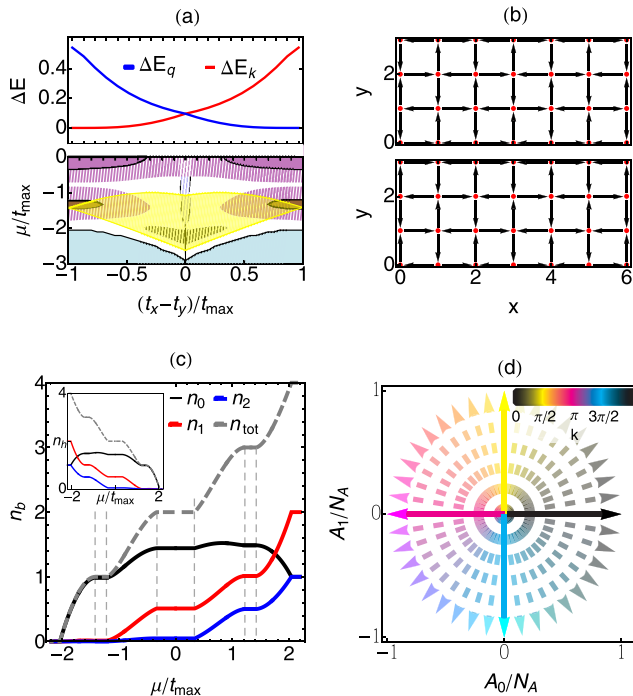 (a)
ΔE
0.4
0
ΔE_q
ΔE_k
μ/t_max
0
−1
−2
−3
−1
−0.5
0
0.5
1
(t_x−t_y)/t_max
(b)
y
2
0
y
2
0
0
1
2
3
4
5
6
x
(c)
n_b
4
3
2
1
0
n_0
n_2
n_1
n_tot
4
n_h
0
−2
0
2
μ/t_max
−2
−1
0
1
2
μ/t_max
(d)
A_1/N_A
1
0
−1
0
π/2
π
3π/2
k
−1
0
1
A_0/N_A